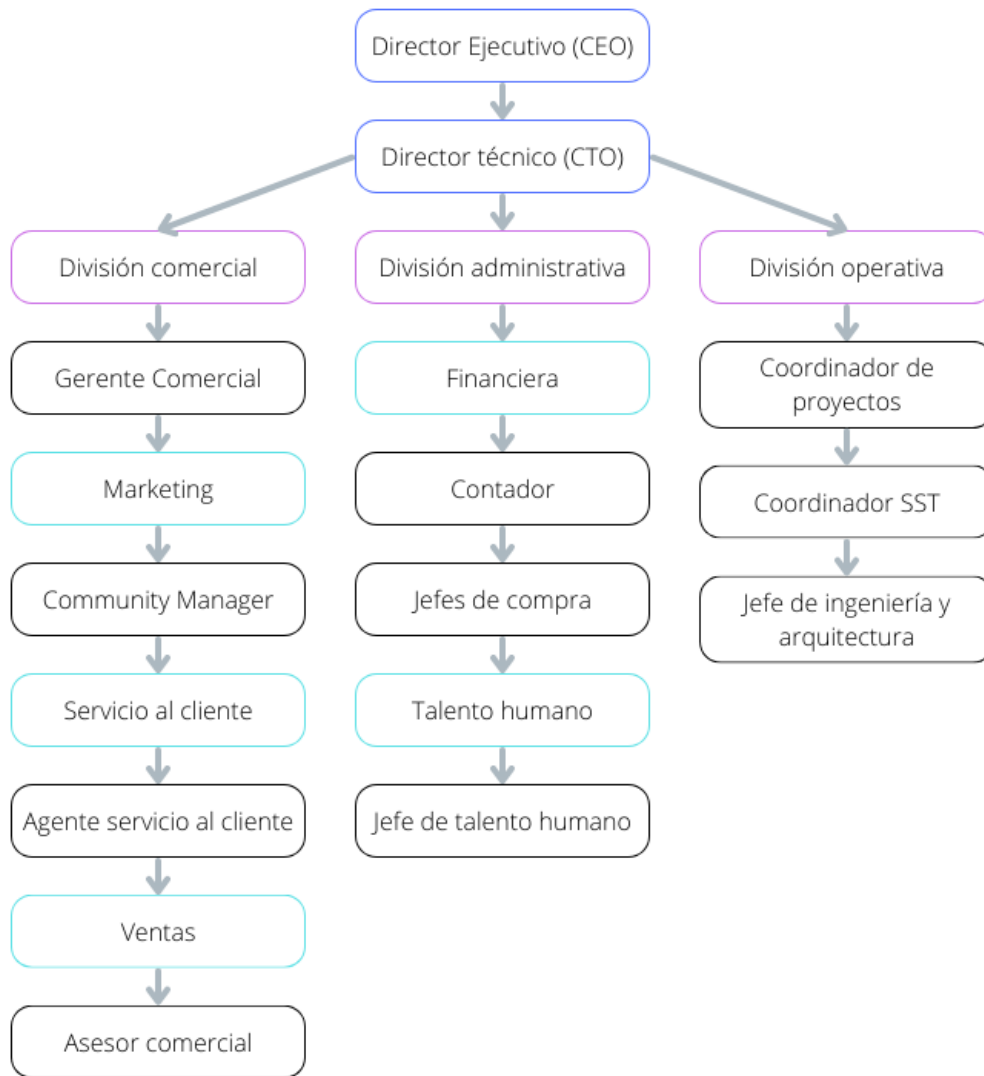 Director Ejecutivo (CEO)
Director técnico (CTO)
División comercial
División administrativa
División operativa
Gerente Comercial
Financiera
Coordinador de
proyectos
Marketing
Contador
Coordinador SST
Community Manager
Jefes de compra
Jefe de ingeniería y
arquitectura
Servicio al cliente
Talento humano
Agente servicio al cliente
Jefe de talento humano
Ventas
Asesor comercial